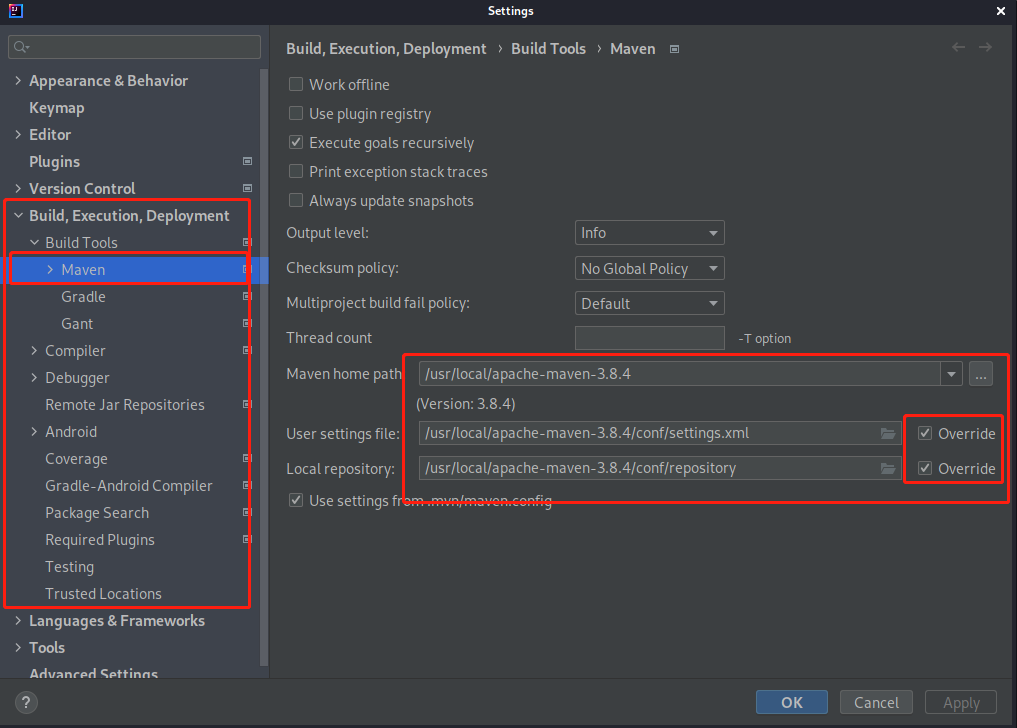 Settings
Build, Execution, Deployment › Build Tools › Maven
Appearance & Behavior
Keymap
Editor
Plugins
Version Control
Build, Execution, Deployment
Build Tools
Maven
Gradle
Gant
Compiler
Debugger
Remote Jar Repositories
Android
Coverage
Gradle-Android Compiler
Package Search
Required Plugins
Testing
Trusted Locations
Languages & Frameworks
Tools
Advanced Settings
Work offline
Use plugin registry
Execute goals recursively
Print exception stack traces
Always update snapshots
Output level: Info
Checksum policy: No Global Policy
Multiproject build fail policy: Default
Thread count -T option
Maven home path /usr/local/apache-maven-3.8.4 ...
(Version: 3.8.4)
User settings file: /usr/local/apache-maven-3.8.4/conf/settings.xml Override
Local repository: /usr/local/apache-maven-3.8.4/conf/repository Override
Use settings from .mvn/maven.config
? OK Cancel Apply